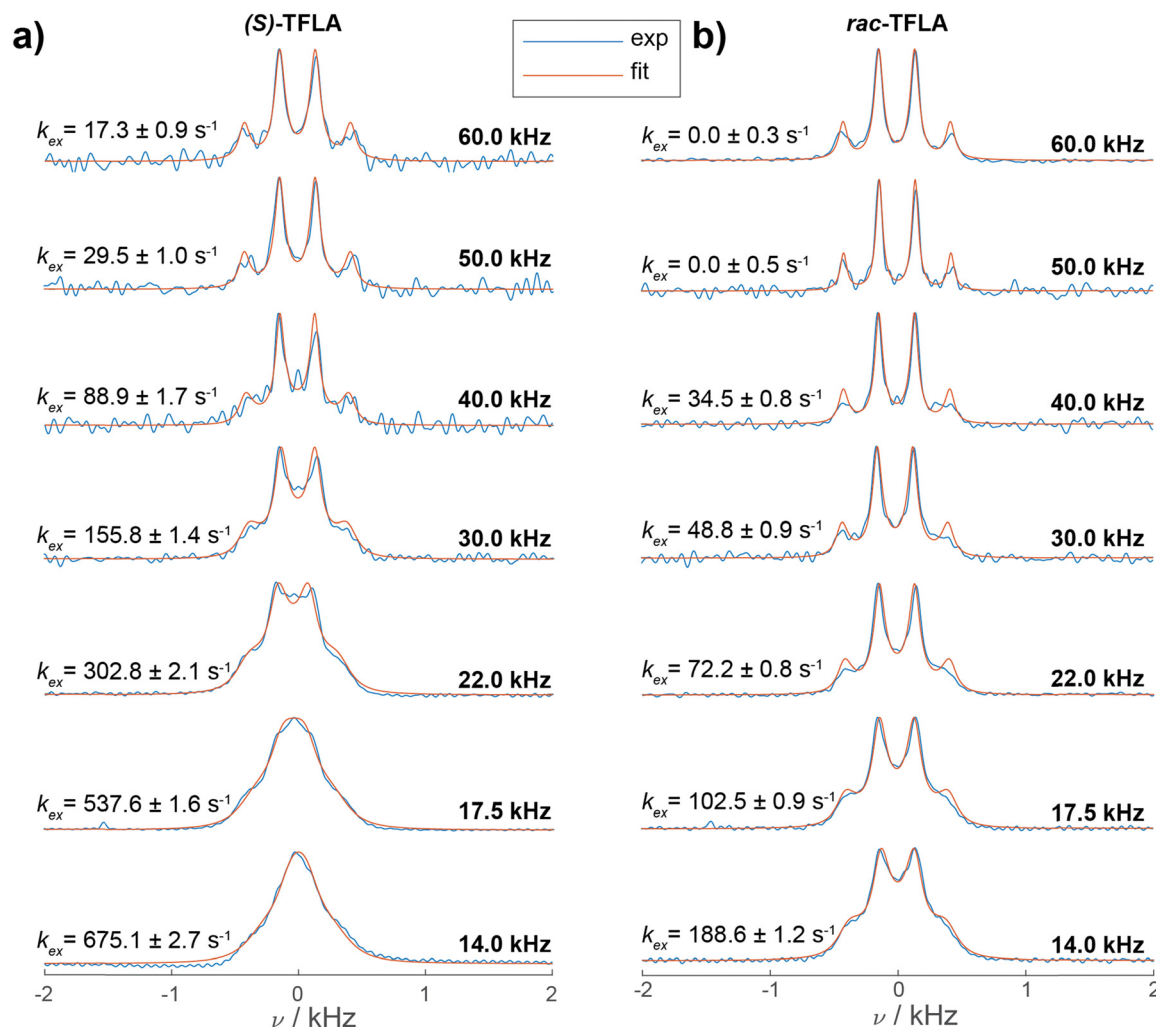 a)
(S)-TFLA
exp
fit
b)
rac-TFLA
kex= 17.3 ± 0.9 s-1
60.0 kHz
kex= 29.5 ± 1.0 s-1
50.0 kHz
kex= 88.9 ± 1.7 s-1
40.0 kHz
kex= 155.8 ± 1.4 s-1
30.0 kHz
kex= 302.8 ± 2.1 s-1
22.0 kHz
kex= 537.6 ± 1.6 s-1
17.5 kHz
kex= 675.1 ± 2.7 s-1
14.0 kHz
-2 -1 0 1 2
ν / kHz
kex= 0.0 ± 0.3 s-1
60.0 kHz
kex= 0.0 ± 0.5 s-1
50.0 kHz
kex= 34.5 ± 0.8 s-1
40.0 kHz
kex= 48.8 ± 0.9 s-1
30.0 kHz
kex= 72.2 ± 0.8 s-1
22.0 kHz
kex= 102.5 ± 0.9 s-1
17.5 kHz
kex= 188.6 ± 1.2 s-1
14.0 kHz
-2 -1 0 1 2
ν / kHz